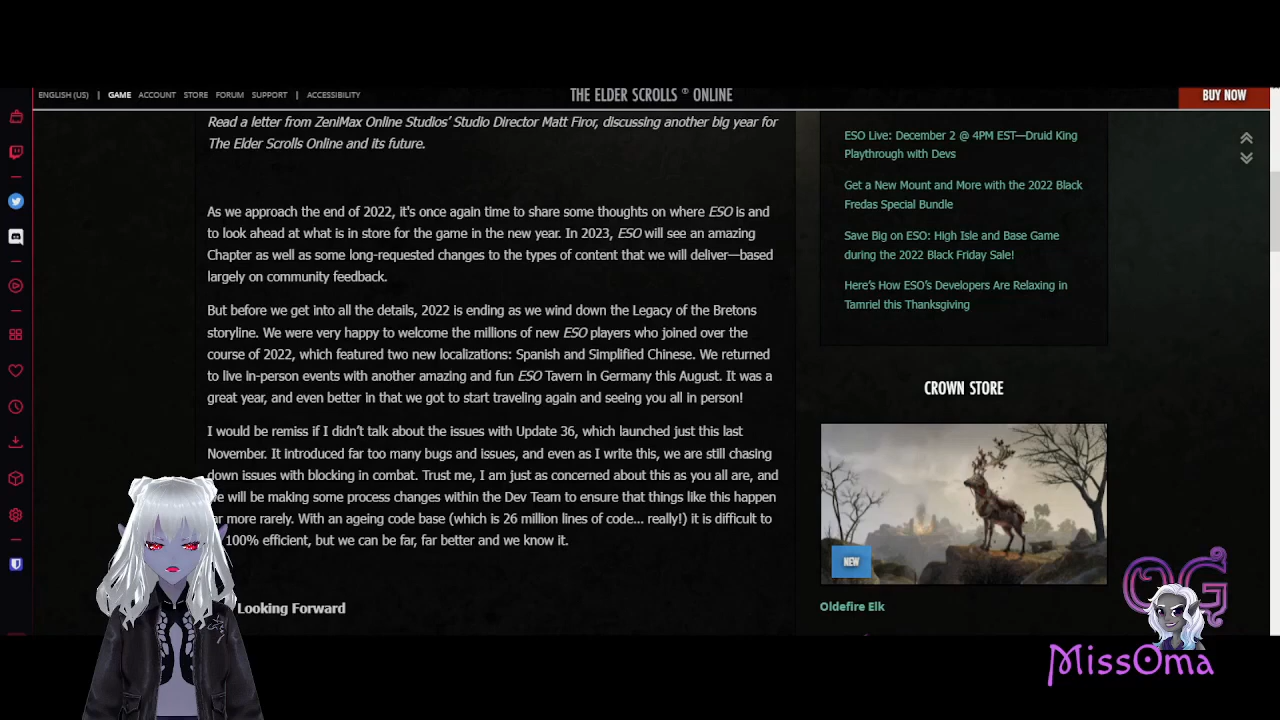 ENGLISH (US) | GAME ACCOUNT STORE FORUM SUPPORT | ACCESSIBILITY
THE ELDER SCROLLS ® ONLINE
BUY NOW
Read a letter from ZeniMax Online Studios' Studio Director Matt Firor, discussing another big year for
The Elder Scrolls Online and its future.
As we approach the end of 2022, it's once again time to share some thoughts on where ESO is and
to look ahead at what is in store for the game in the new year. In 2023, ESO will see an amazing
Chapter as well as some long-requested changes to the types of content that we will deliver—based
largely on community feedback.
But before we get into all the details, 2022 is ending as we wind down the Legacy of the Bretons
storyline. We were very happy to welcome the millions of new ESO players who joined over the
course of 2022, which featured two new localizations: Spanish and Simplified Chinese. We returned
to live in-person events with another amazing and fun ESO Tavern in Germany this August. It was a
great year, and even better in that we got to start traveling again and seeing you all in person!
I would be remiss if I didn't talk about the issues with Update 36, which launched just this last
November. It introduced far too many bugs and issues, and even as I write this, we are still chasing
down issues with blocking in combat. Trust me, I am just as concerned about this as you all are, and
will be making some process changes within the Dev Team to ensure that things like this happen
more rarely. With an ageing code base (which is 26 million lines of code... really!) it is difficult to
100% efficient, but we can be far, far better and we know it.
Looking Forward
ESO Live: December 2 @ 4PM EST—Druid King
Playthrough with Devs
Get a New Mount and More with the 2022 Black
Fredas Special Bundle
Save Big on ESO: High Isle and Base Game
during the 2022 Black Friday Sale!
Here's How ESO's Developers Are Relaxing in
Tamriel this Thanksgiving
CROWN STORE
NEW
Oldefire Elk
OG
MissOma